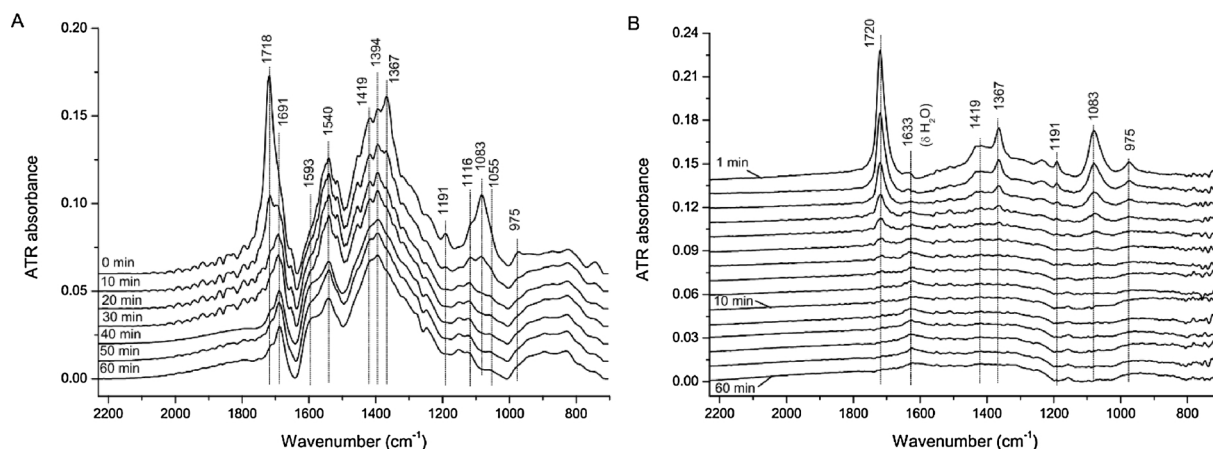 A
0.20
0.15
0.10
0.05
0.00
ATR absorbance
1718
1691
1593
1540
1419
1394
1367
1191
1116
1083
1055
975
0 min
10 min
20 min
30 min
40 min
50 min
60 min
2200 2000 1800 1600 1400 1200 1000 800
Wavenumber (cm⁻¹)
B
0.24
0.21
0.18
0.15
0.12
0.09
0.06
0.03
0.00
ATR absorbance
1720
1633
(δ H₂O)
1419
1367
1191
1083
975
1 min
10 min
60 min
2200 2000 1800 1600 1400 1200 1000 800
Wavenumber (cm⁻¹)